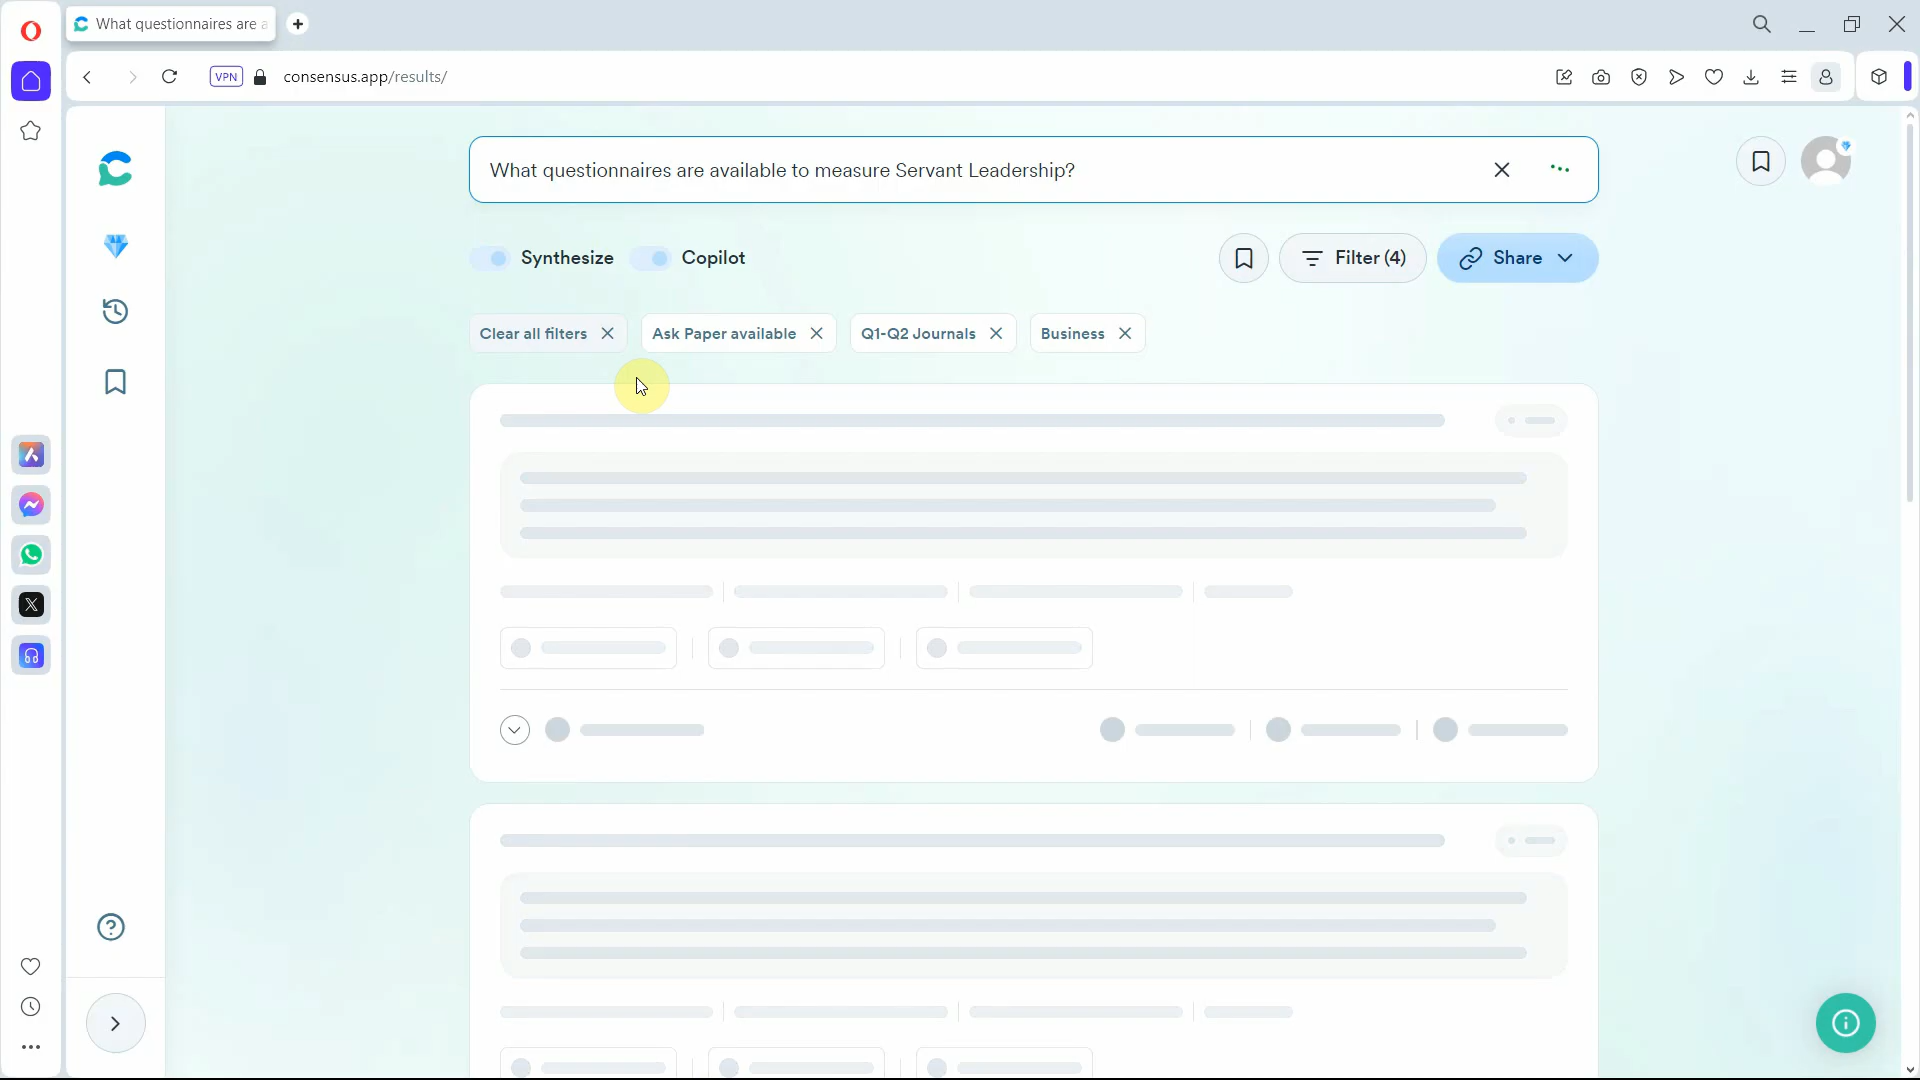 What questionnaires are a
VPN
consensus.app/results/
What questionnaires are available to measure Servant Leadership?
Synthesize
Copilot
Filter (4)
Share
Clear all filters
Ask Paper available
Q1-Q2 Journals
Business